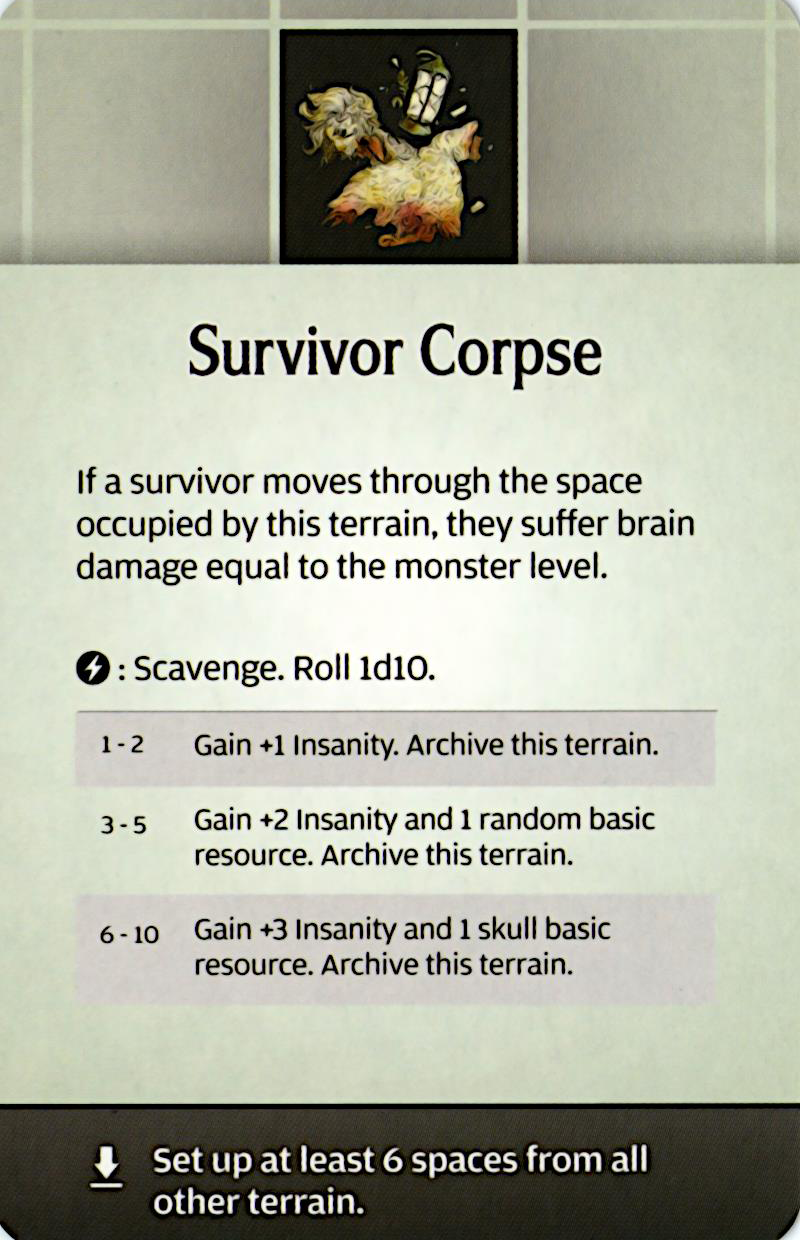 Survivor Corpse
If a survivor moves through the space
occupied by this terrain, they suffer brain
damage equal to the monster level.
: Scavenge. Roll 1d10.
1 - 2 Gain +1 Insanity. Archive this terrain.
3 - 5 Gain +2 Insanity and 1 random basic
resource. Archive this terrain.
6 - 10 Gain +3 Insanity and 1 skull basic
resource. Archive this terrain.
Set up at least 6 spaces from all
other terrain.